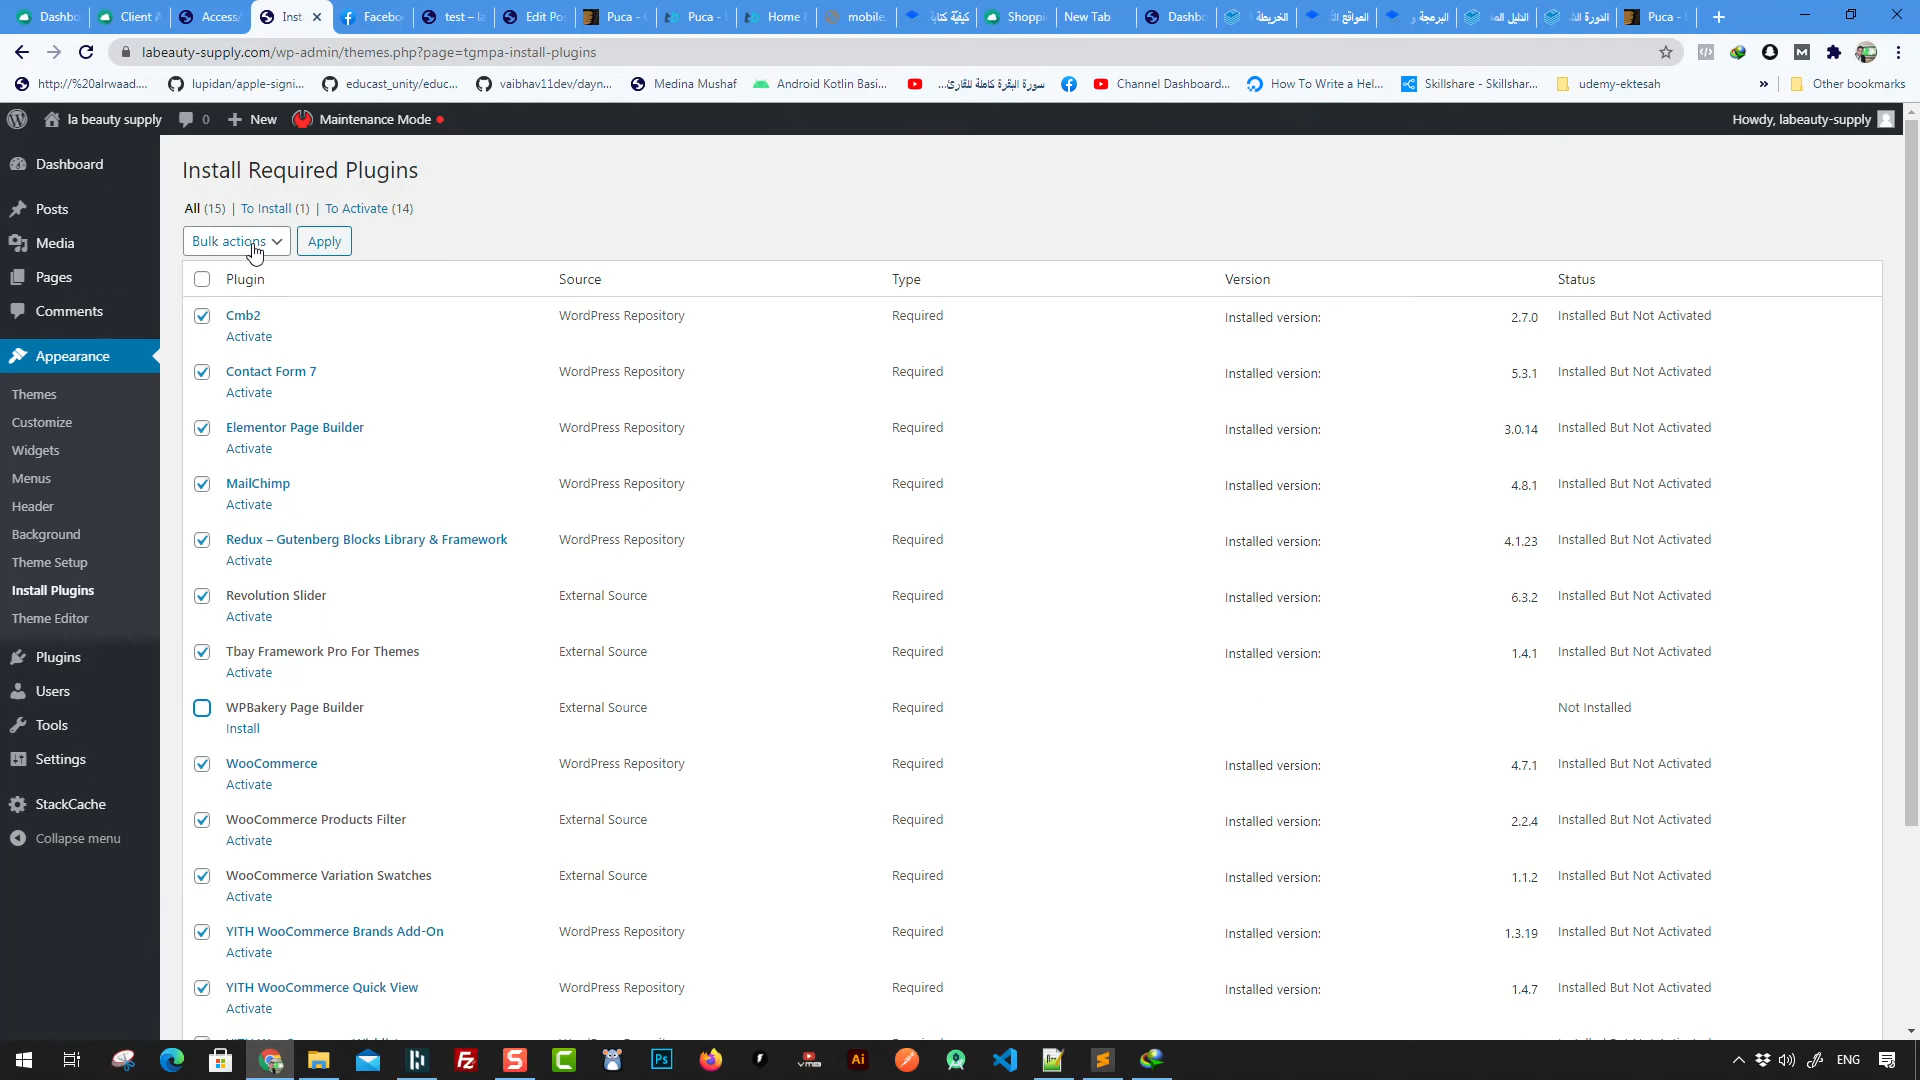 Dashbo Client A Access/ Inst Facebo test – la Edit Po Puca - ( Puca - Home & mobile. كيفيّة كتابة Shoppi New Tab Dashbo الخريطة المواقع البرمجة و الدليل الدورة Puca -
labeauty-supply.com/wp-admin/themes.php?page=tgmpa-install-plugins
http://%20alrwaad.... lupidan/apple-signi... educast_unity/educ... vaibhav11dev/dayn... Medina Mushaf Android Kotlin Basi... سورة البقرة كاملة للقارئ... Channel Dashboard... How To Write a Hel... Skillshare - Skillshar... udemy-ektesah » Other bookmarks
la beauty supply 0 New Maintenance Mode Howdy, labeauty-supply
Dashboard
Posts
Media
Pages
Comments
Appearance
Themes
Customize
Widgets
Menus
Header
Background
Theme Setup
Install Plugins
Theme Editor
Plugins
Users
Tools
Settings
StackCache
Collapse menu
Install Required Plugins
All (15) | To Install (1) | To Activate (14)
Bulk actions Apply
Plugin Source Type Version Status
Cmb2 WordPress Repository Required Installed version: 2.7.0 Installed But Not Activated
Activate
Contact Form 7 WordPress Repository Required Installed version: 5.3.1 Installed But Not Activated
Activate
Elementor Page Builder WordPress Repository Required Installed version: 3.0.14 Installed But Not Activated
Activate
MailChimp WordPress Repository Required Installed version: 4.8.1 Installed But Not Activated
Activate
Redux – Gutenberg Blocks Library & Framework WordPress Repository Required Installed version: 4.1.23 Installed But Not Activated
Activate
Revolution Slider External Source Required Installed version: 6.3.2 Installed But Not Activated
Activate
Tbay Framework Pro For Themes External Source Required Installed version: 1.4.1 Installed But Not Activated
Activate
WPBakery Page Builder External Source Required Not Installed
Install
WooCommerce WordPress Repository Required Installed version: 4.7.1 Installed But Not Activated
Activate
WooCommerce Products Filter External Source Required Installed version: 2.2.4 Installed But Not Activated
Activate
WooCommerce Variation Swatches External Source Required Installed version: 1.1.2 Installed But Not Activated
Activate
YITH WooCommerce Brands Add-On WordPress Repository Required Installed version: 1.3.19 Installed But Not Activated
Activate
YITH WooCommerce Quick View WordPress Repository Required Installed version: 1.4.7 Installed But Not Activated
Activate
ENG